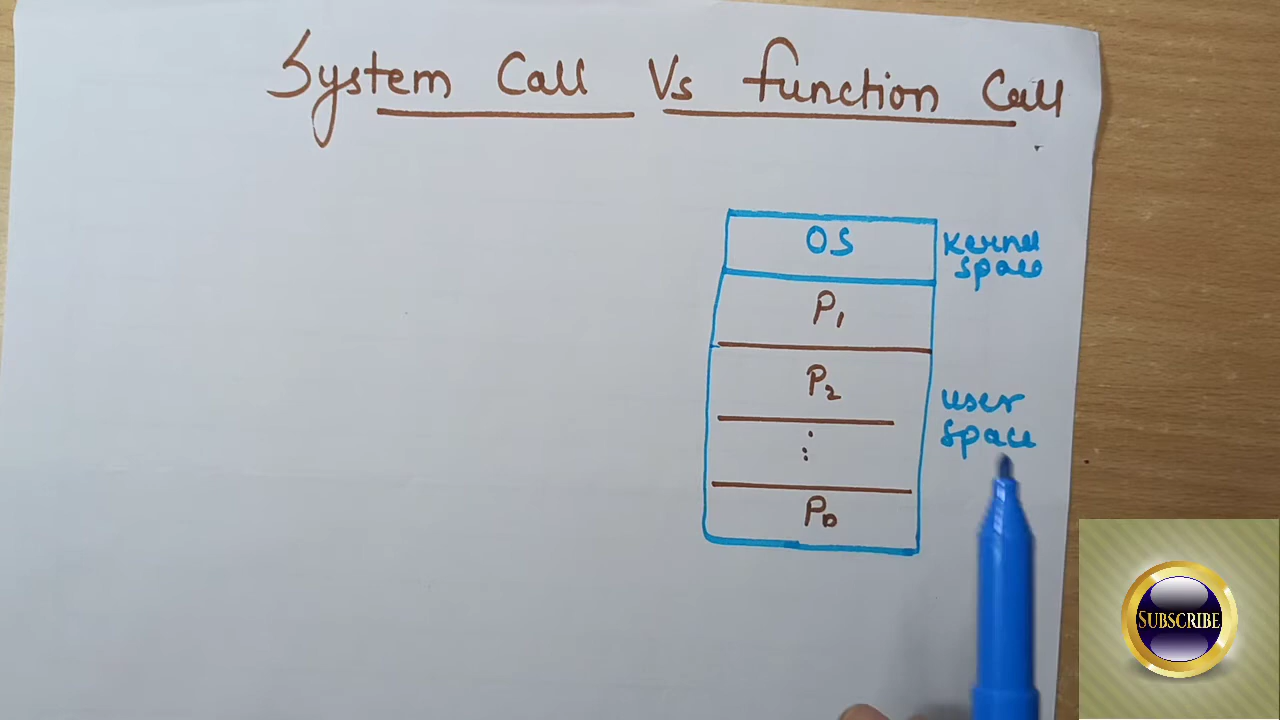 System Call Vs function Call
OS
Kernel
space
P1
P2
user
space
:
Pn
SUBSCRIBE